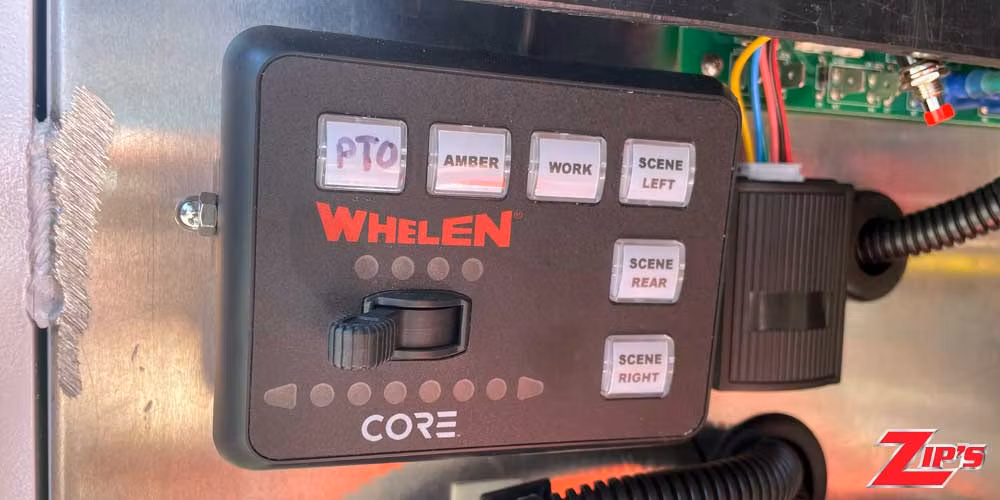 PTO
AMBER
WORK
SCENE
LEFT
WHELEN®
SCENE
REAR
SCENE
RIGHT
CORE
ZIP'S